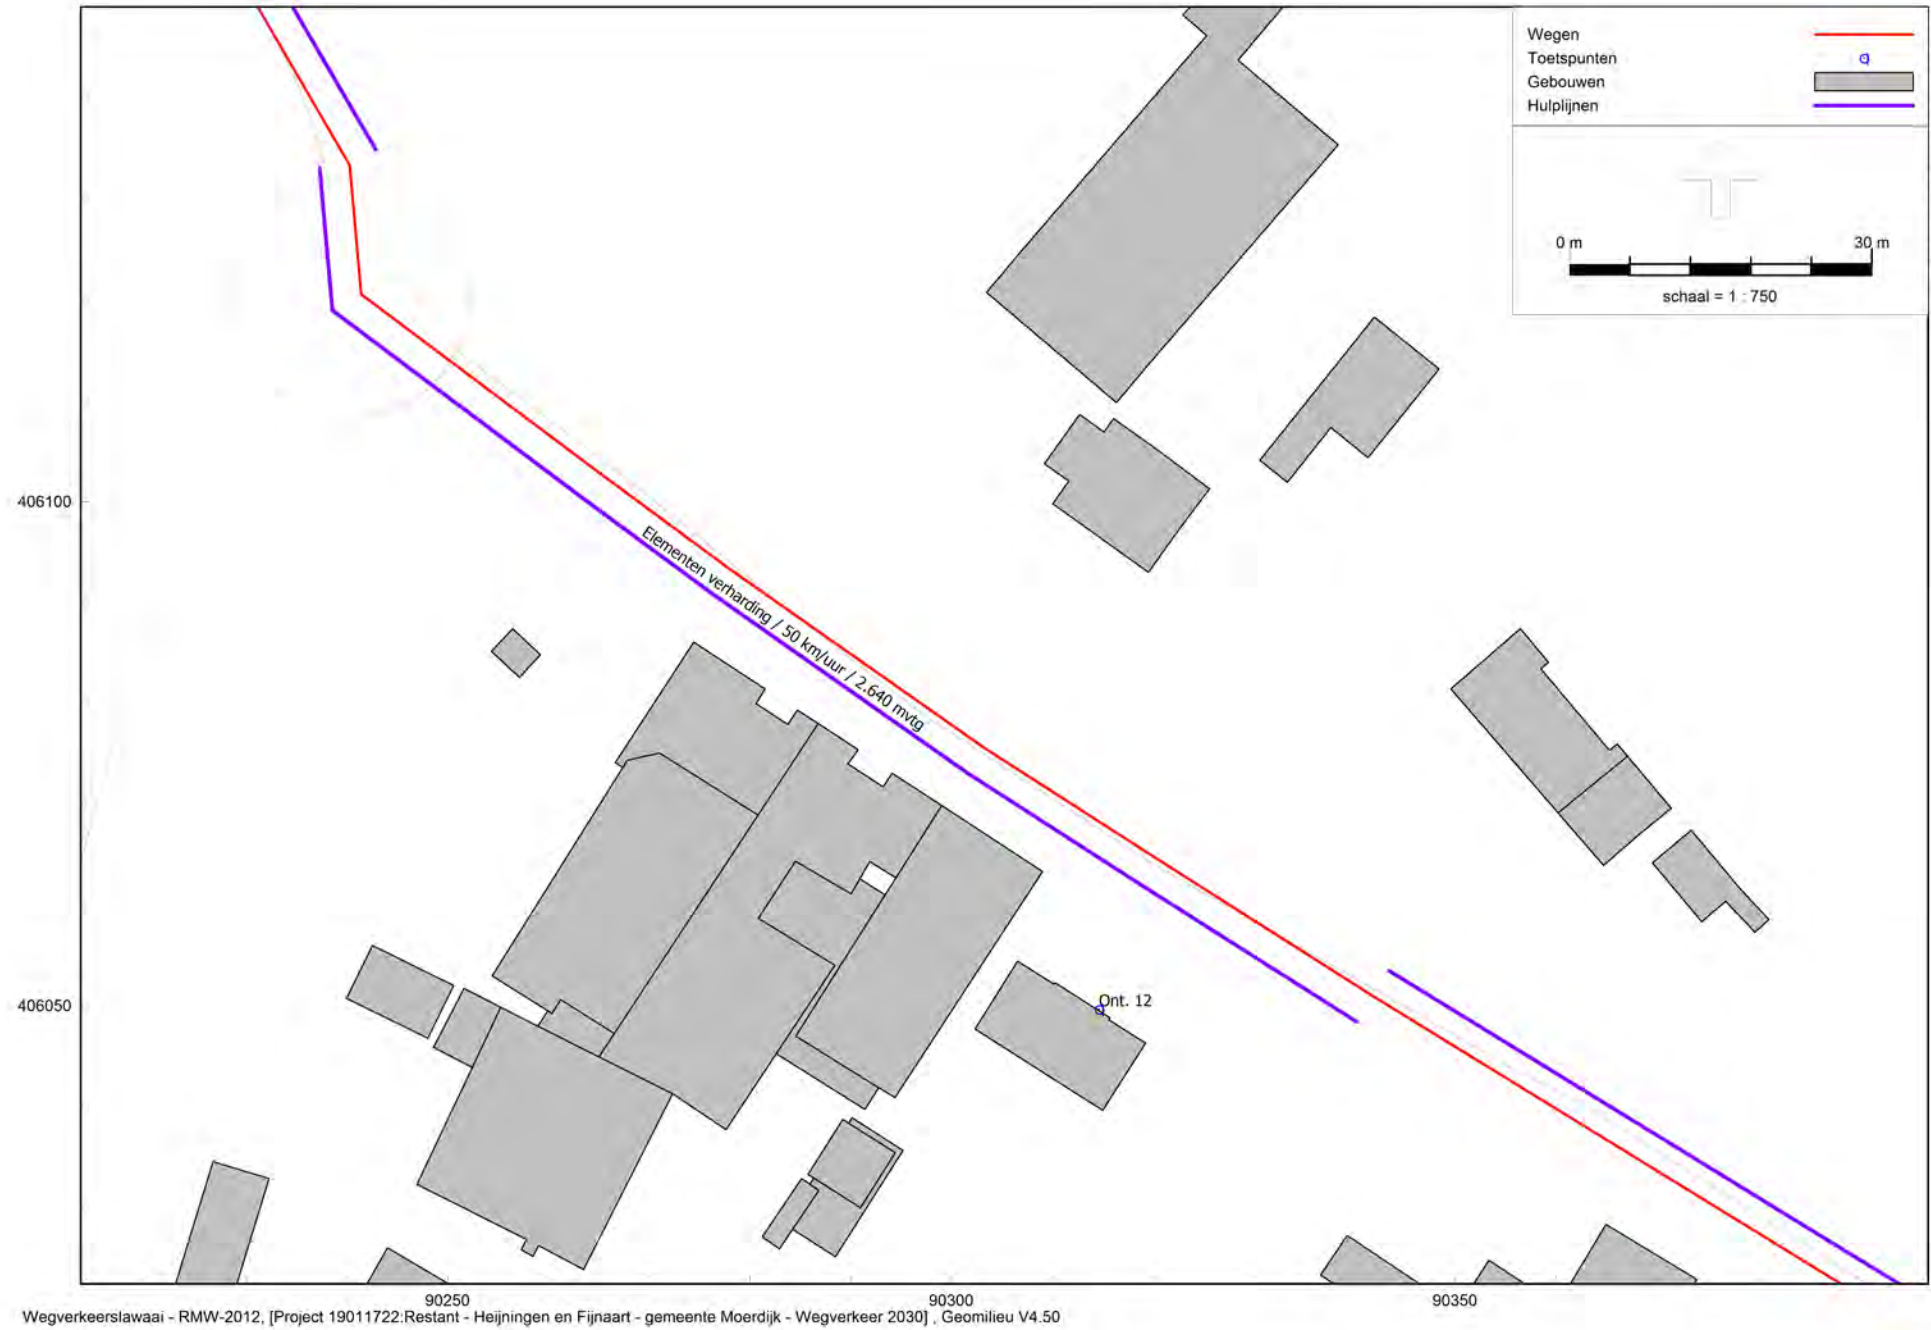 Wegen
Toetspunten
Gebouwen
Hulplijnen
0 m 30 m
schaal = 1 : 750
406100
Elementen verharding / 50 km/uur / 2.640 mvtg
406050
Ont. 12
90250 90300 90350
Wegverkeerslawaai - RMW-2012, [Project 19011722:Restant - Heijningen en Fijnaart - gemeente Moerdijk - Wegverkeer 2030] , Geomilieu V4.50